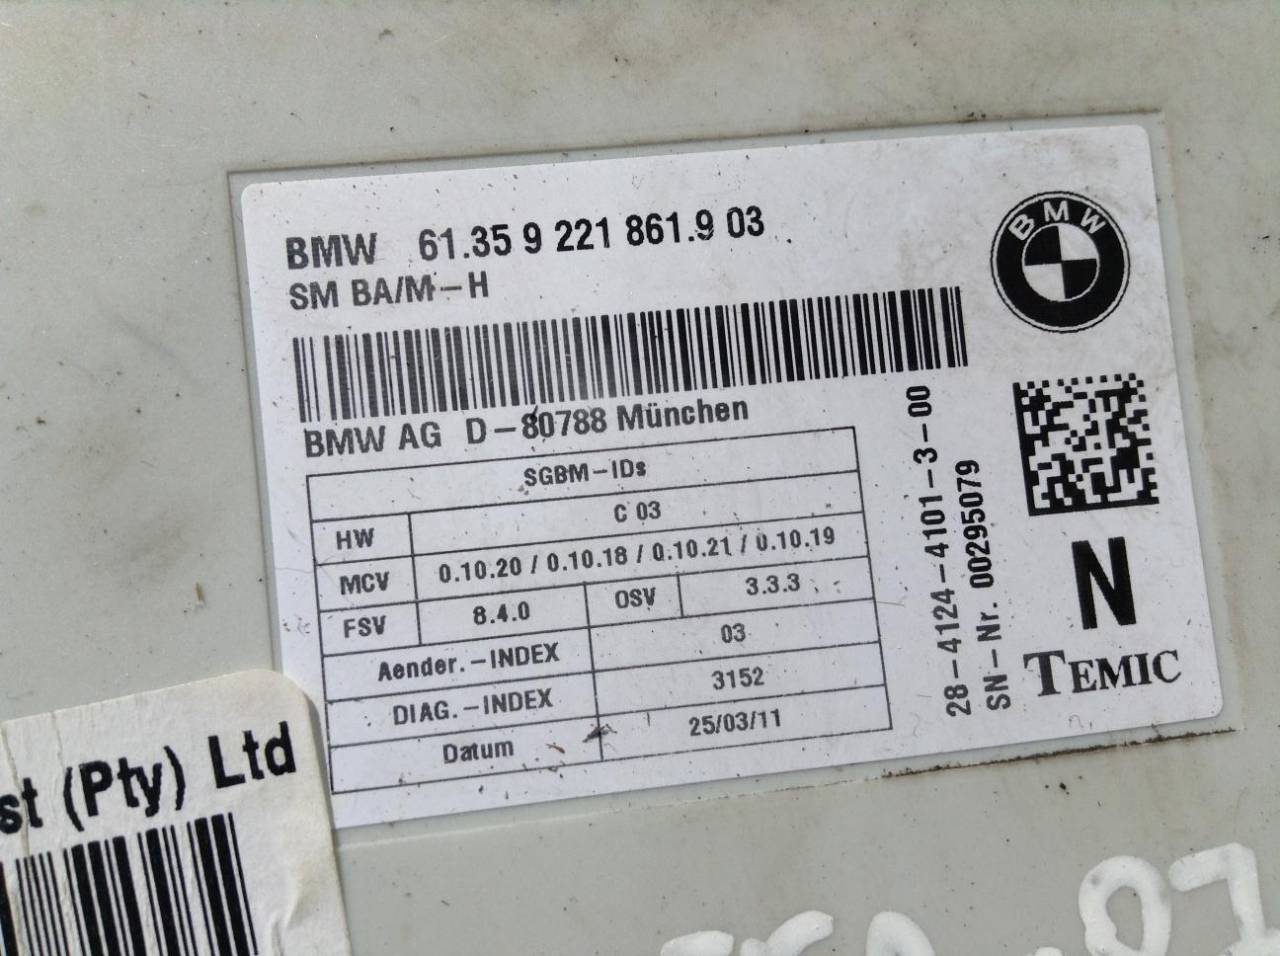 BMW 61.35 9 221 861.9 03
SM BA/M-H
BMW
BMW AG D-80788 München
SGBM-IDs
HW C 03
MCV 0.10.20 / 0.10.18 / 0.10.21 / 0.10.19
FSV 8.4.0 OSV 3.3.3
Aender.-INDEX 03
DIAG.-INDEX 3152
Datum 25/03/11
28-4124-4101-3-00
SN-Nr. 00295079
N
TEMIC
st (Pty) Ltd